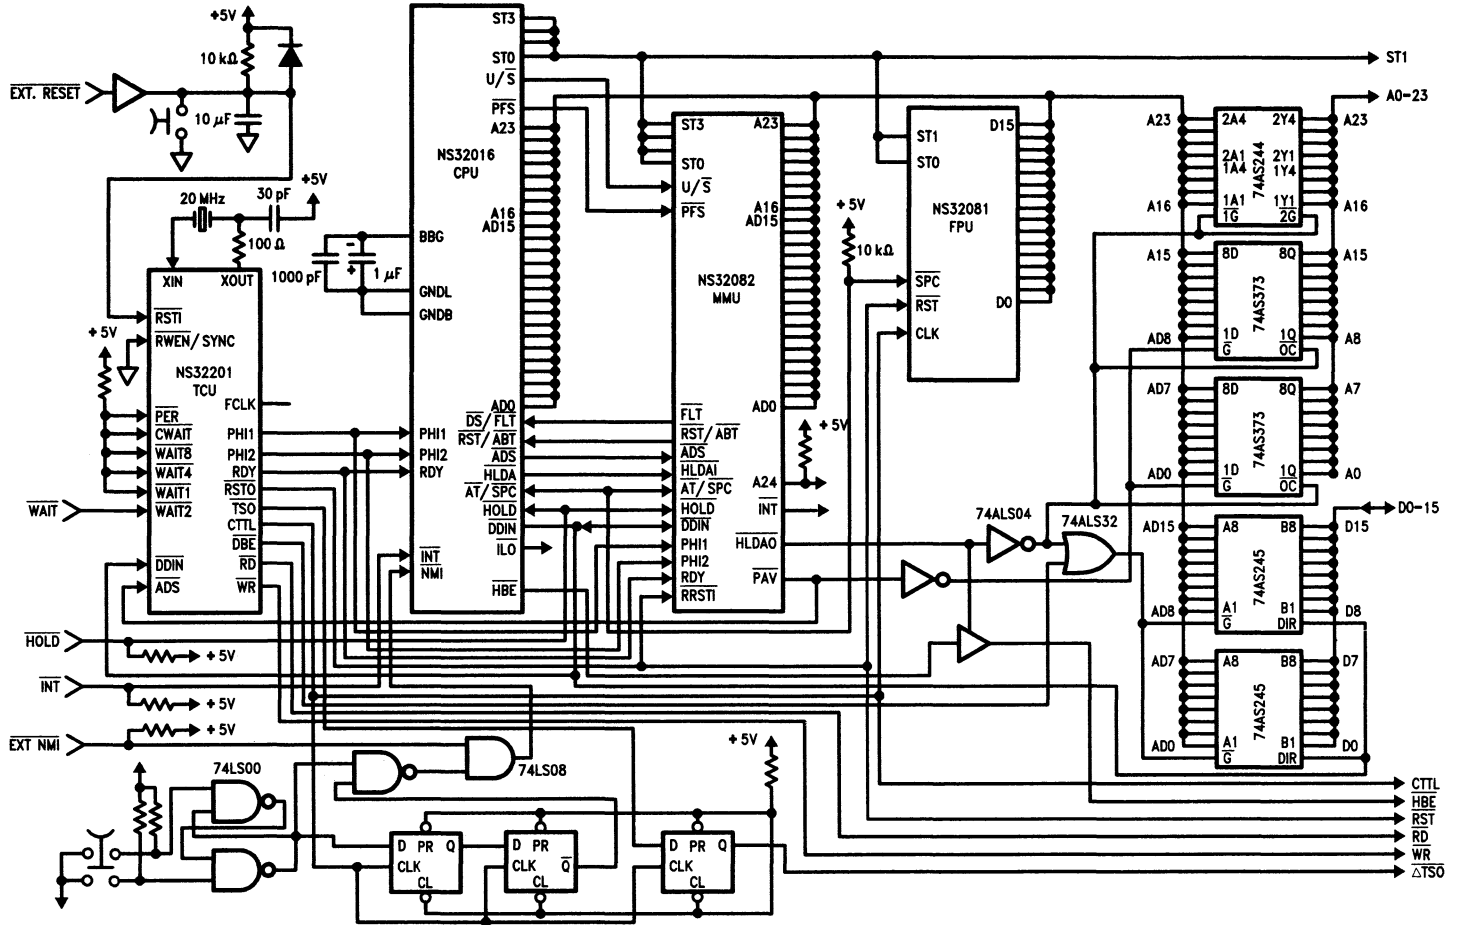 +5V
10 kΩ
EXT. RESET
10 µF
20 MHz
30 pF
+5V
100 Ω
XIN
XOUT
RSTI
RWEN/SYNC
NS32201
TCU
FCLK
+5V
PER
CWAIT
WAIT8
WAIT4
WAIT1
WAIT2
WAIT
PHI1
PHI2
RDY
RSTO
TSO
CTTL
DBE
RD
WR
DDIN
ADS
HOLD
+5V
INT
+5V
EXT NMI
+5V
NS32016
CPU
ST3
ST0
U/S
PFS
A23
A16
AD15
BBG
1000 pF
1 µF
GNDL
GNDB
AD0
DS/FLT
RST/ABT
ADS
HLDA
AT/SPC
HOLD
DDIN
ILO
HBE
PHI1
PHI2
RDY
INT
NMI
NS32082
MMU
ST3
ST0
U/S
PFS
A23
A16
AD15
AD0
FLT
RST/ABT
ADS
HLDAI
AT/SPC
HOLD
DDIN
PHI1
PHI2
RDY
RRSTI
+5V
A24
INT
HLDAO
PAV
+5V
10 kΩ
NS32081
FPU
ST1
ST0
D15
D0
SPC
RST
CLK
74ALS04
74ALS32
ST1
A0-23
A23
2A4
2Y4
A23
2A1
2Y1
1A4
1Y4
A16
1A1
1Y1
A16
1G
2G
74AS244
A15
8D
8Q
A15
74AS373
AD8
1D
1Q
A8
G
OC
AD7
8D
8Q
A7
74AS373
AD0
1D
1Q
A0
G
OC
D0-15
AD15
A8
B8
D15
74AS245
AD8
A1
B1
D8
G
DIR
AD7
A8
B8
D7
74AS245
AD0
A1
B1
D0
G
DIR
74LS00
74LS08
+5V
D PR Q
CLK
CL
D PR
CLK
Q
CL
D PR Q
CLK
CL
CTTL
HBE
RST
RD
WR
△TSO